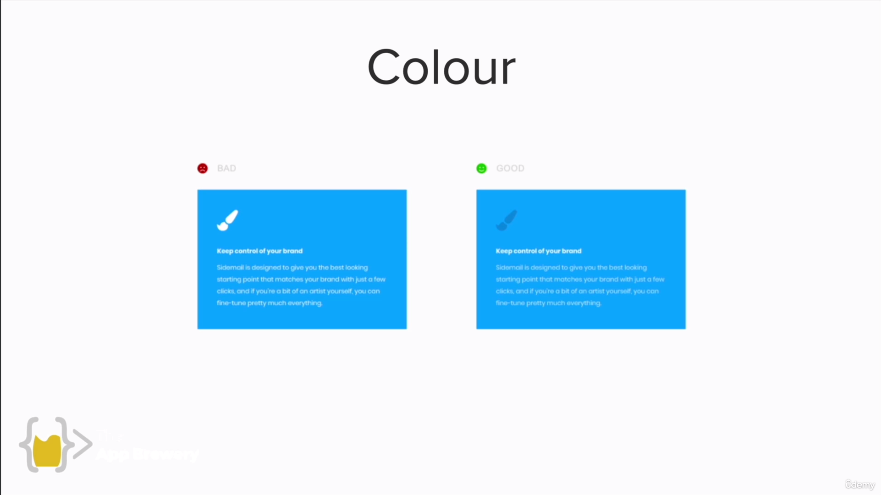 Colour
BAD
GOOD
Keep control of your brand
Sidemail is designed to give you the best looking
starting point that matches your brand with just a few
clicks, and if you're a bit of an artist yourself, you can
fine-tune pretty much everything.
Keep control of your brand
Sidemail is designed to give you the best looking
starting point that matches your brand with just a few
clicks, and if you're a bit of an artist yourself, you can
fine-tune pretty much everything.
App Brewery
Udemy